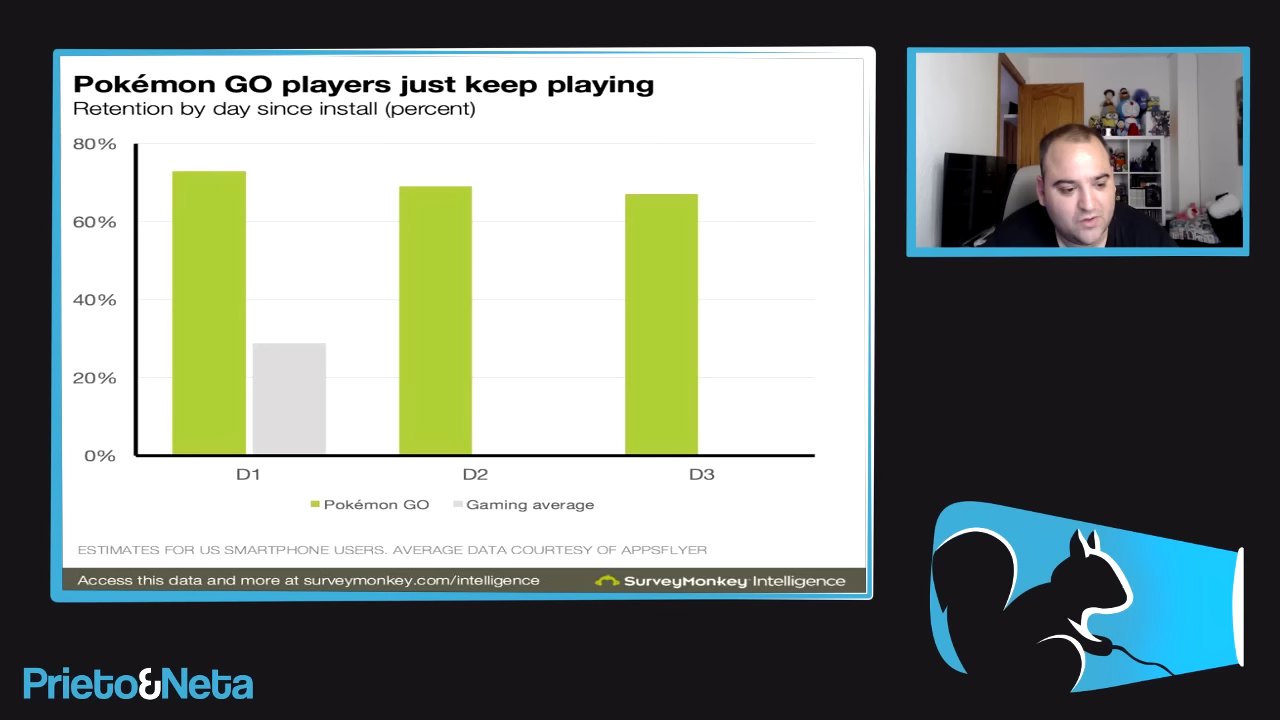 Pokémon GO players just keep playing
Retention by day since install (percent)
80%
60%
40%
20%
0%
D1
D2
D3
Pokémon GO
Gaming average
ESTIMATES FOR US SMARTPHONE USERS. AVERAGE DATA COURTESY OF APPSFLYER
Access this data and more at surveymonkey.com/intelligence
SurveyMonkey Intelligence
Prieto&Neta